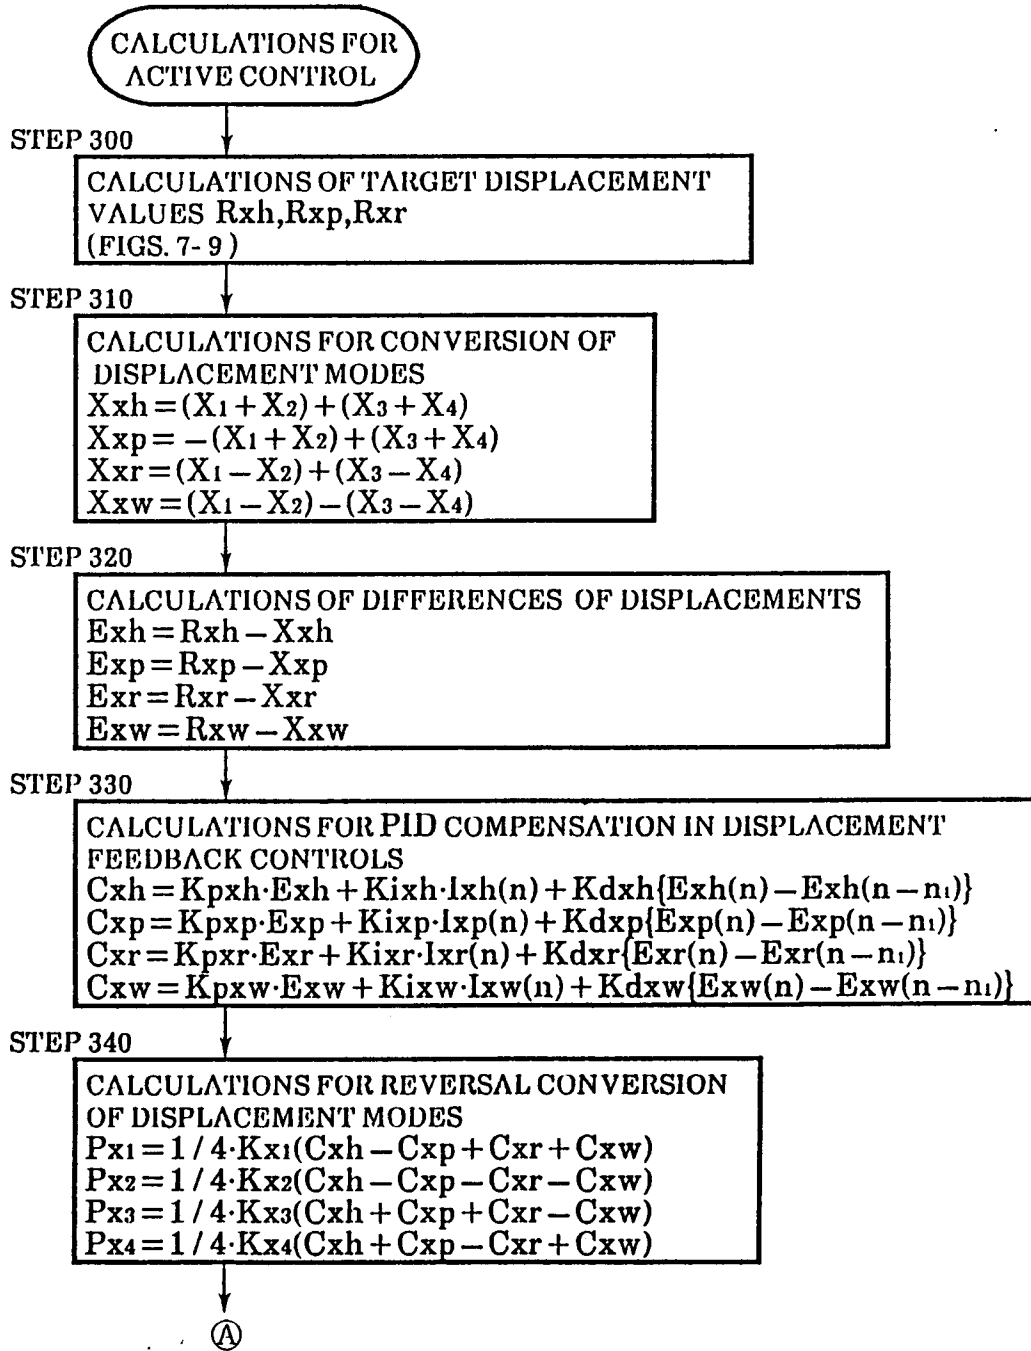 CALCULATIONS FOR
ACTIVE CONTROL
STEP 300
CALCULATIONS OF TARGET DISPLACEMENT
VALUES Rxh,Rxp,Rxr
(FIGS. 7-9)
STEP 310
CALCULATIONS FOR CONVERSION OF
DISPLACEMENT MODES
Xxh=(X1+X2)+(X3+X4)
Xxp=-(X1+X2)+(X3+X4)
Xxr=(X1-X2)+(X3-X4)
Xxw=(X1-X2)-(X3-X4)
STEP 320
CALCULATIONS OF DIFFERENCES OF DISPLACEMENTS
Exh=Rxh-Xxh
Exp=Rxp-Xxp
Exr=Rxr-Xxr
Exw=Rxw-Xxw
STEP 330
CALCULATIONS FOR PID COMPENSATION IN DISPLACEMENT
FEEDBACK CONTROLS
Cxh=Kpxh·Exh+Kixh·Ixh(n)+Kdxh{Exh(n)-Exh(n-n1)}
Cxp=Kpxp·Exp+Kixp·Ixp(n)+Kdxp{Exp(n)-Exp(n-n1)}
Cxr=Kpxr·Exr+Kixr·Ixr(n)+Kdxr{Exr(n)-Exr(n-n1)}
Cxw=Kpxw·Exw+Kixw·Ixw(n)+Kdxw{Exw(n)-Exw(n-n1)}
STEP 340
CALCULATIONS FOR REVERSAL CONVERSION
OF DISPLACEMENT MODES
Px1=1/4·Kx1(Cxh-Cxp+Cxr+Cxw)
Px2=1/4·Kx2(Cxh-Cxp-Cxr-Cxw)
Px3=1/4·Kx3(Cxh+Cxp+Cxr-Cxw)
Px4=1/4·Kx4(Cxh+Cxp-Cxr+Cxw)
Ⓐ